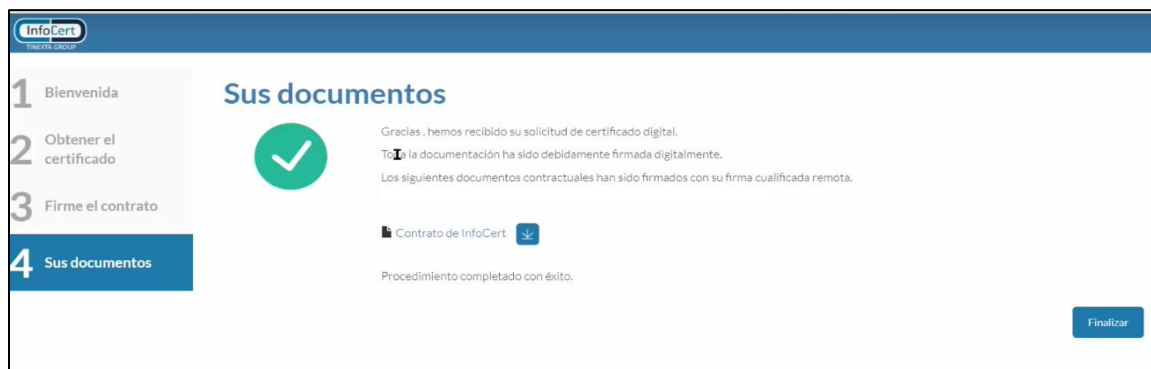 InfoCert
TINEXTA GROUP
1 Bienvenida
2 Obtener el
certificado
3 Firme el contrato
4 Sus documentos
Sus documentos
Gracias , hemos recibido su solicitud de certificado digital.
Toda la documentación ha sido debidamente firmada digitalmente.
Los siguientes documentos contractuales han sido firmados con su firma cualificada remota.
Contrato de InfoCert
Procedimiento completado con éxito.
Finalizar